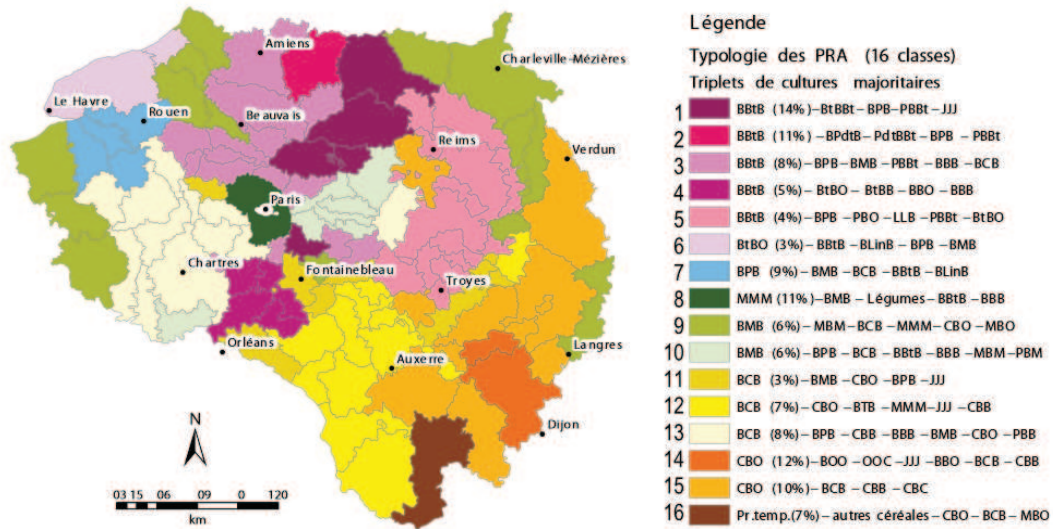 Amiens
Charleville-Mézières
Le Havre
Rouen
Beauvais
Reims
Verdun
Paris
Chartres
Fontainebleau
Troyes
Orléans
Auxerre
Langres
Dijon
N
03 15 06 09 0 120
km
Légende
Typologie des PRA (16 classes)
Triplets de cultures majoritaires
1 BBtB (14%)–BtBBt–BPB–PBBt–JJJ
2 BBtB (11%)–BPdtB–PdtBBt–BPB –PBBt
3 BBtB (8%)–BPB–BMB–PBBt–BBB–BCB
4 BBtB (5%)–BtBO–BtBB–BBO–BBB
5 BBtB (4%)–BPB –PBO–LLB–PBBt–BtBO
6 BtBO (3%)–BBtB–BLinB–BPB–BMB
7 BPB (9%)–BMB–BCB–BBtB–BLinB
8 MMM (11%)–BMB–Légumes–BBtB–BBB
9 BMB (6%)–MBM–BCB–MMM–CBO–MBO
10 BMB (6%)–BPB–BCB–BBtB–BBB–MBM–PBM
11 BCB (3%)–BMB–CBO–BPB–JJJ
12 BCB (7%)–CBO–BTB–MMM–JJJ–CBB
13 BCB (8%)–BPB–CBB–BBB–BMB–CBO–PBB
14 CBO (12%)–BOO–OOC–JJJ–BBO–BCB–CBB
15 CBO (10%)–BCB–CBB–CBC
16 Pr.temp.(7%)–autres céréales–CBO–BCB–MBO